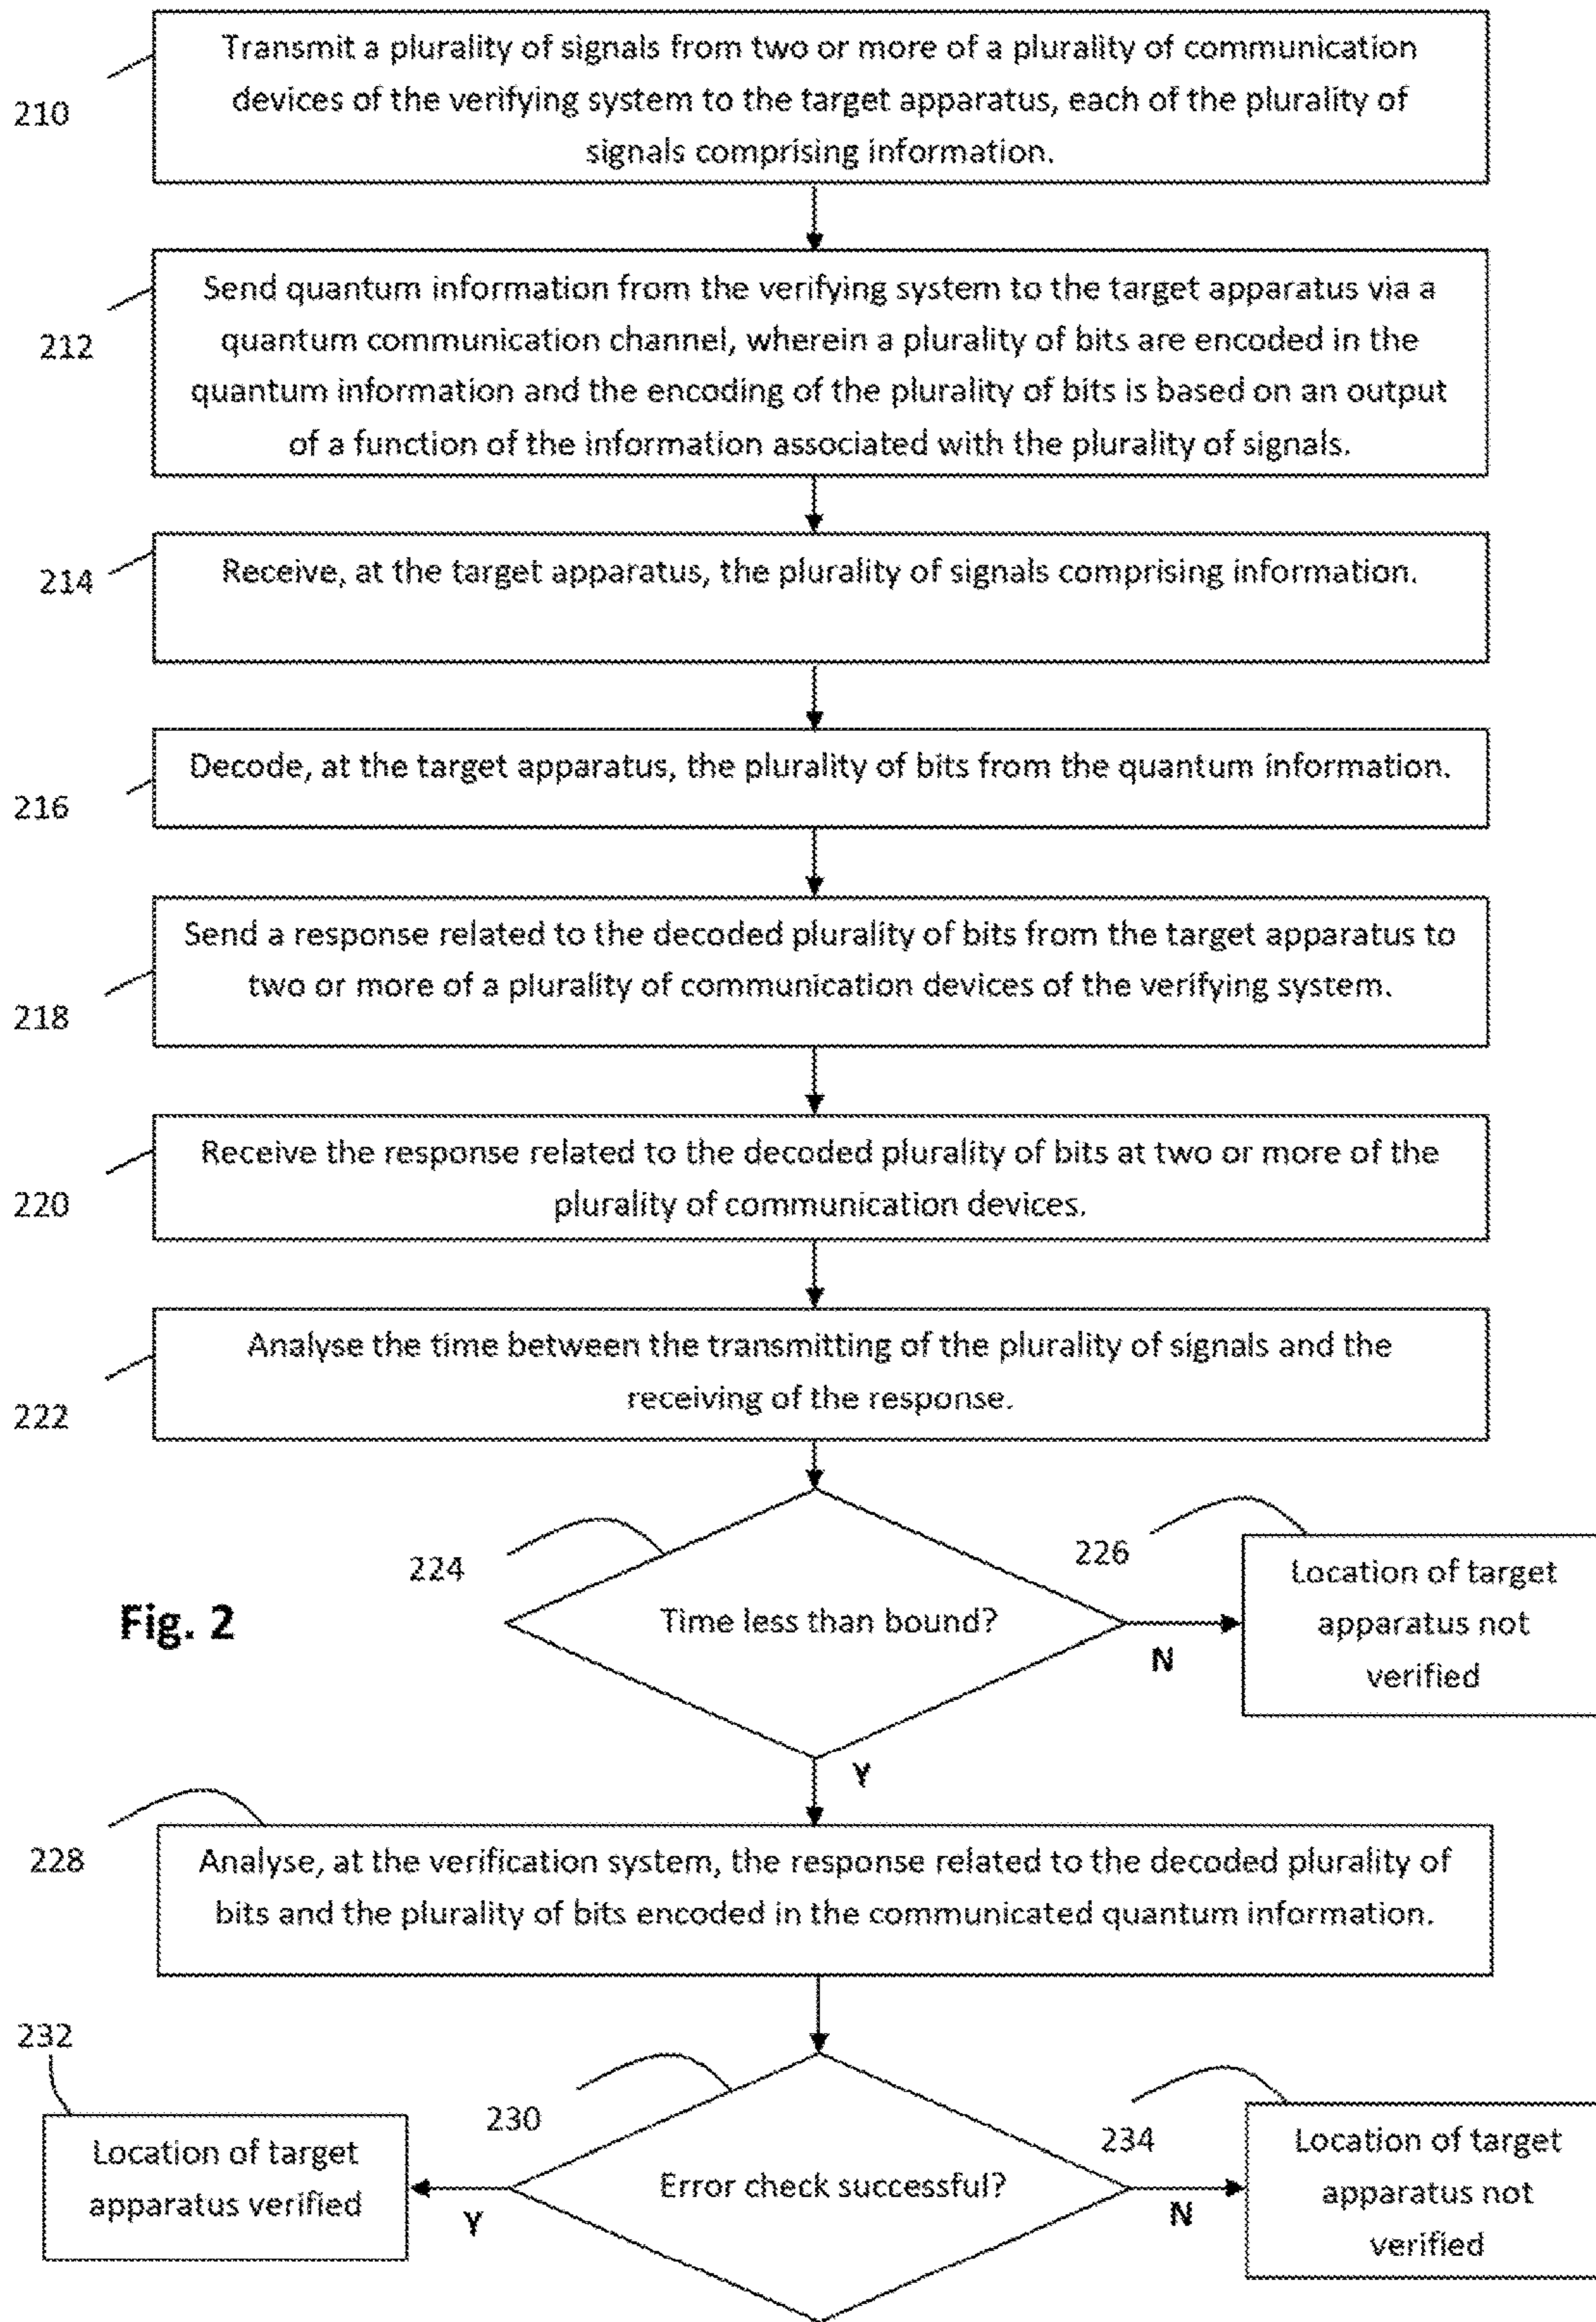 Transmit a plurality of signals from two or more of a plurality of communication
devices of the verifying system to the target apparatus, each of the plurality of
signals comprising information.
210
Send quantum information from the verifying system to the target apparatus via a
quantum communication channel, wherein a plurality of bits are encoded in the
quantum information and the encoding of the plurality of bits is based on an output
of a function of the information associated with the plurality of signals.
212
Receive, at the target apparatus, the plurality of signals comprising information.
214
Decode, at the target apparatus, the plurality of bits from the quantum information.
216
Send a response related to the decoded plurality of bits from the target apparatus to
two or more of a plurality of communication devices of the verifying system.
218
Receive the response related to the decoded plurality of bits at two or more of the
plurality of communication devices.
220
Analyse the time between the transmitting of the plurality of signals and the
receiving of the response.
222
224
Time less than bound?
226
Location of target
apparatus not
verified
N
Fig. 2
Y
228
Analyse, at the verification system, the response related to the decoded plurality of
bits and the plurality of bits encoded in the communicated quantum information.
232
Location of target
apparatus verified
Y
230
Error check successful?
234
N
Location of target
apparatus not
verified